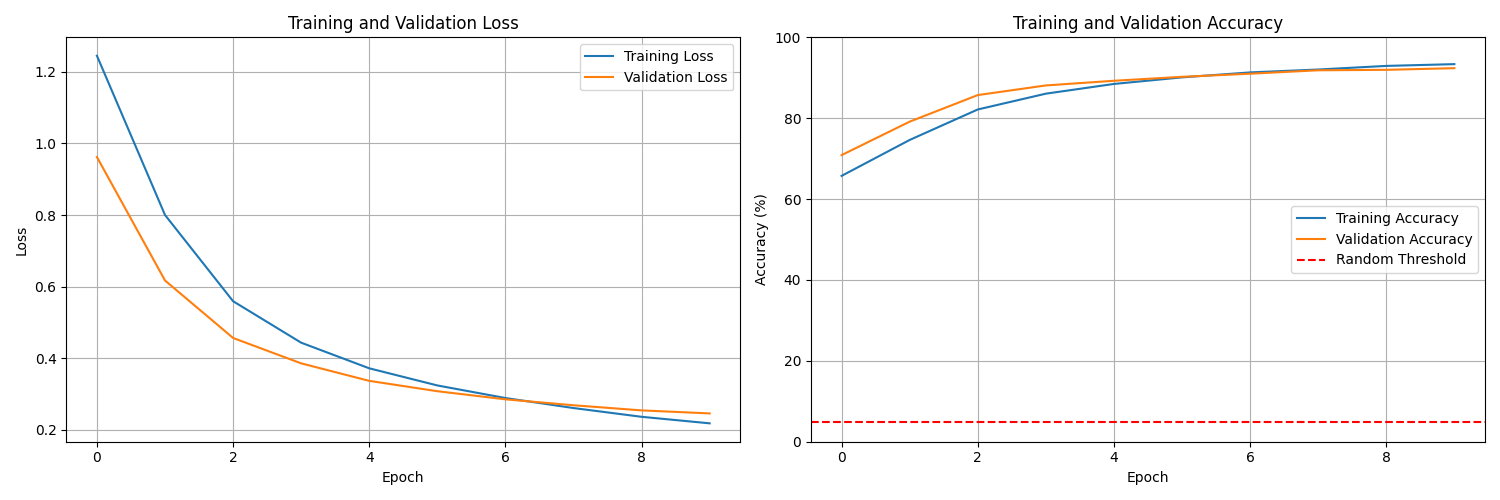 Training and Validation Loss
Training Loss
Validation Loss
1.2
1.0
0.8
0.6
0.4
0.2
Loss
0 2 4 6 8
Epoch
Training and Validation Accuracy
100
80
60
40
20
0
Accuracy (%)
Training Accuracy
Validation Accuracy
Random Threshold
0 2 4 6 8
Epoch